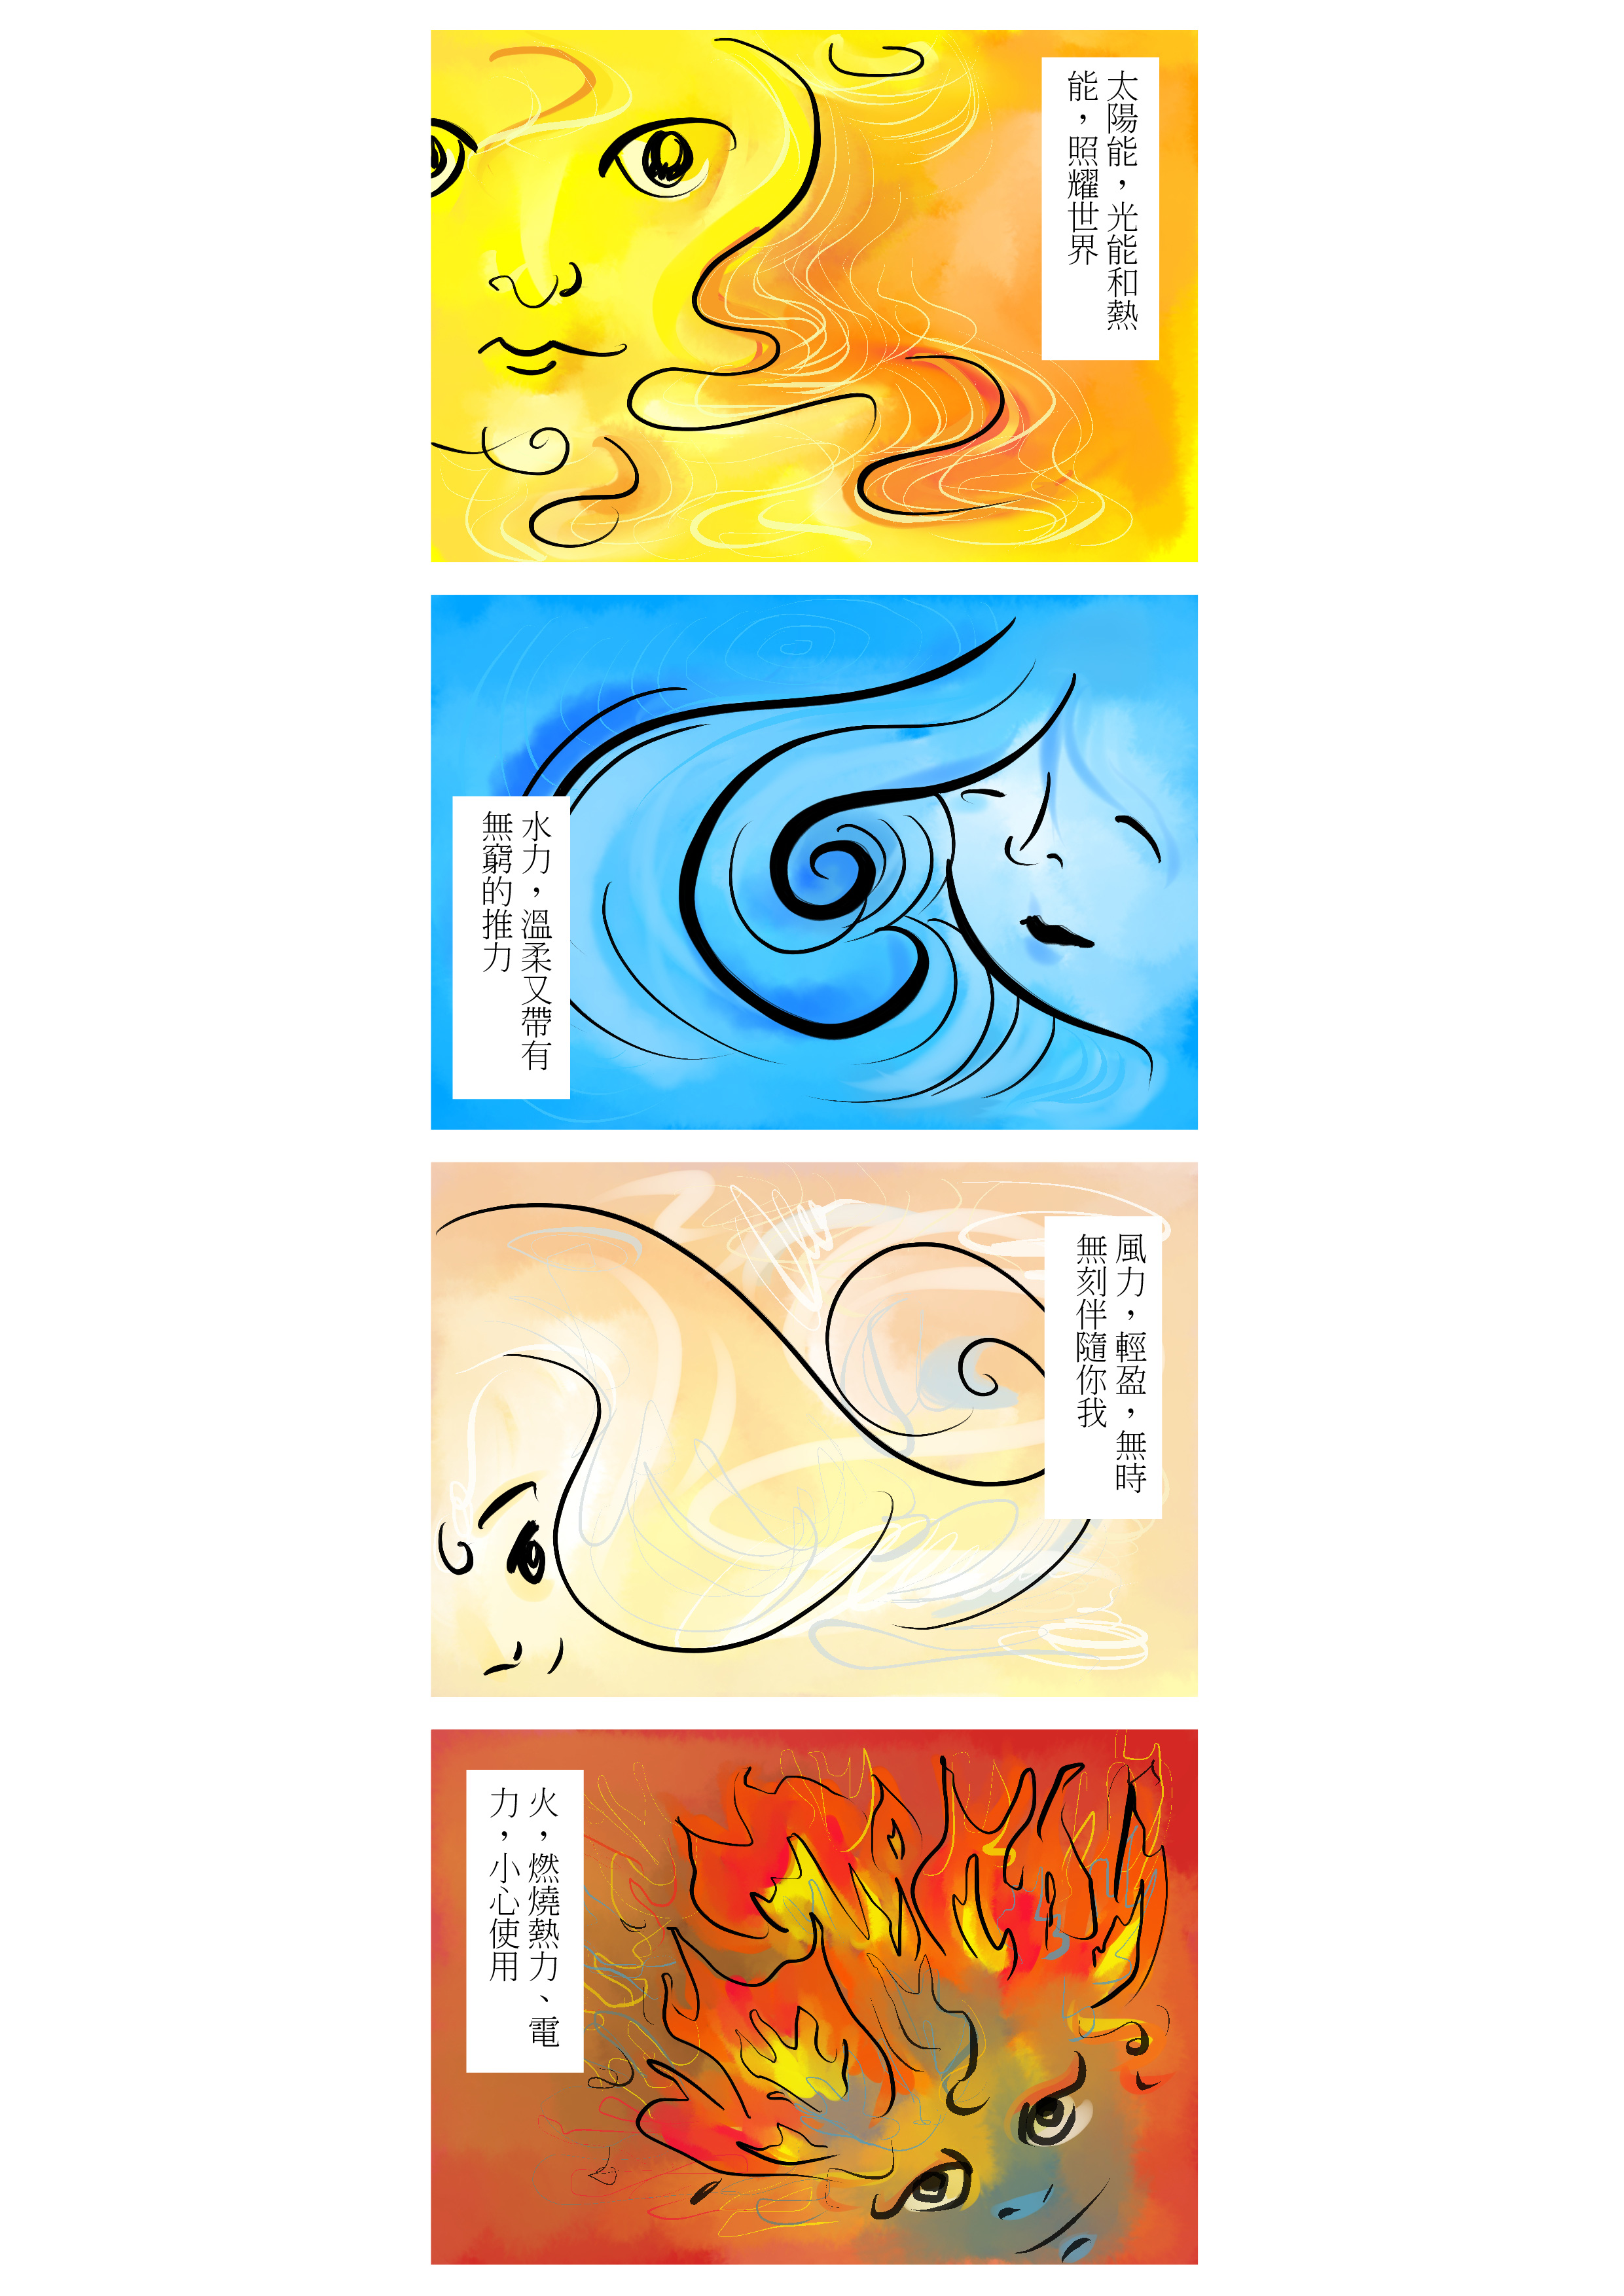 太陽能，光能和熱
能，照耀世界
水力，溫柔又帶有
無窮的推力
風力，輕盈，無時
無刻伴隨你我
火，燃燒熱力、電
力，小心使用